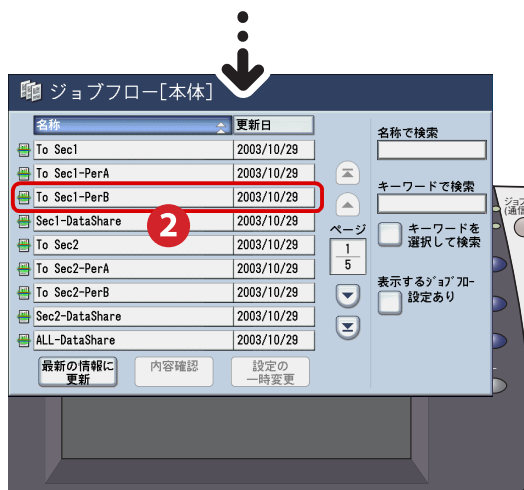 ジョブフロー[本体]
名称 更新日
To Sec1 2003/10/29
To Sec1-PerA 2003/10/29
To Sec1-PerB 2003/10/29
Sec1-DataShare 2003/10/29
To Sec2 2003/10/29
To Sec2-PerA 2003/10/29
To Sec2-PerB 2003/10/29
Sec2-DataShare 2003/10/29
ALL-DataShare 2003/10/29
2
ページ
1
5
最新の情報に
更新
内容確認
設定の
一時変更
名称で検索
キーワードで検索
キーワードを
選択して検索
表示するジョブフロー
設定あり
ジョブ
(通信